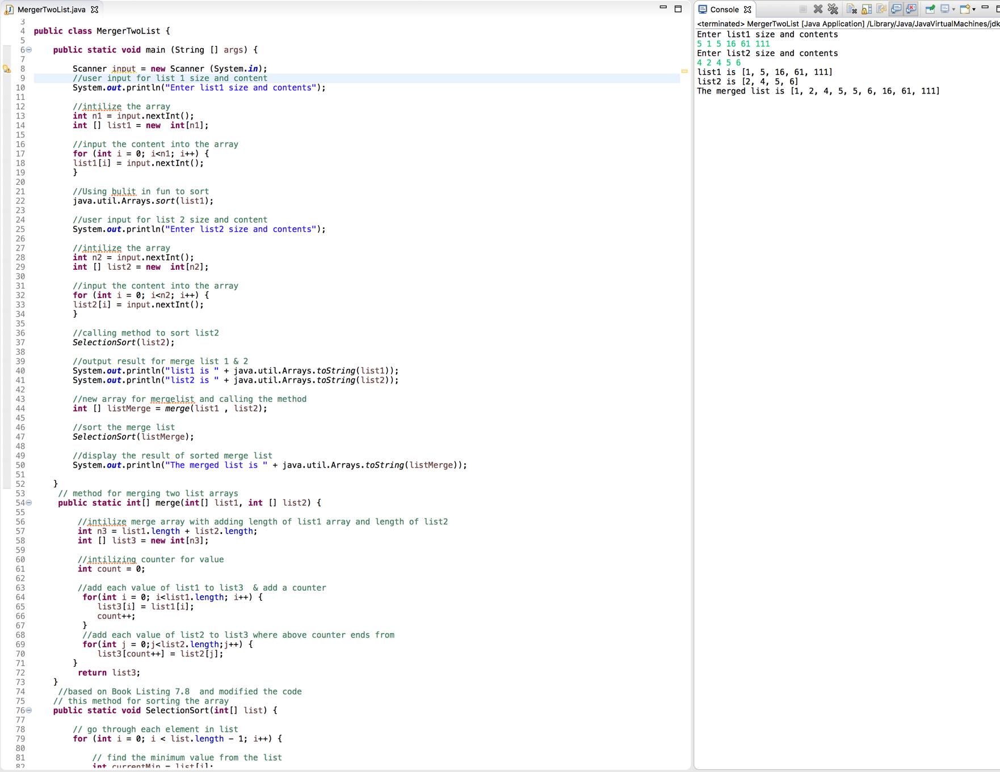 MergerTwoList.java
3
4 public class MergerTwoList {
5
6 public static void main (String [] args) {
7
8 Scanner input = new Scanner (System.in);
9 //user input for list 1 size and content
10 System.out.println("Enter list1 size and contents");
11
12 //intilize the array
13 int n1 = input.nextInt();
14 int [] list1 = new  int[n1];
15
16 //input the content into the array
17 for (int i = 0; i<n1; i++) {
18 list1[i] = input.nextInt();
19 }
20
21 //Using bulit in fun to sort
22 java.util.Arrays.sort(list1);
23
24 //user input for list 2 size and content
25 System.out.println("Enter list2 size and contents");
26
27 //intilize the array
28 int n2 = input.nextInt();
29 int [] list2 = new  int[n2];
30
31 //input the content into the array
32 for (int i = 0; i<n2; i++) {
33 list2[i] = input.nextInt();
34 }
35
36 //calling method to sort list2
37 SelectionSort(list2);
38
39 //output result for merge list 1 & 2
40 System.out.println("list1 is " + java.util.Arrays.toString(list1));
41 System.out.println("list2 is " + java.util.Arrays.toString(list2));
42
43 //new array for mergelist and calling the method
44 int [] listMerge = merge(list1 , list2);
45
46 //sort the merge list
47 SelectionSort(listMerge);
48
49 //display the result of sorted merge list
50 System.out.println("The merged list is " + java.util.Arrays.toString(listMerge));
51
52 }
53 // method for merging two list arrays
54 public static int[] merge(int[] list1, int [] list2) {
55
56 //intilize merge array with adding length of list1 array and length of list2
57 int n3 = list1.length + list2.length;
58 int [] list3 = new int[n3];
59
60 //intilizing counter for value
61 int count = 0;
62
63 //add each value of list1 to list3  & add a counter
64 for(int i = 0; i<list1.length; i++) {
65 list3[i] = list1[i];
66 count++;
67 }
68 //add each value of list2 to list3 where above counter ends from
69 for(int j = 0;j<list2.length;j++) {
70 list3[count++] = list2[j];
71 }
72 return list3;
73 }
74 //based on Book Listing 7.8  and modified the code
75 // this method for sorting the array
76 public static void SelectionSort(int[] list) {
77
78 // go through each element in list
79 for (int i = 0; i < list.length - 1; i++) {
80
81 // find the minimum value from the list
82 int currentMin = list[i];
Console
<terminated> MergerTwoList [Java Application] /Library/Java/JavaVirtualMachines/jdk
Enter list1 size and contents
5 1 5 16 61 111
Enter list2 size and contents
4 2 4 5 6
list1 is [1, 5, 16, 61, 111]
list2 is [2, 4, 5, 6]
The merged list is [1, 2, 4, 5, 5, 6, 16, 61, 111]